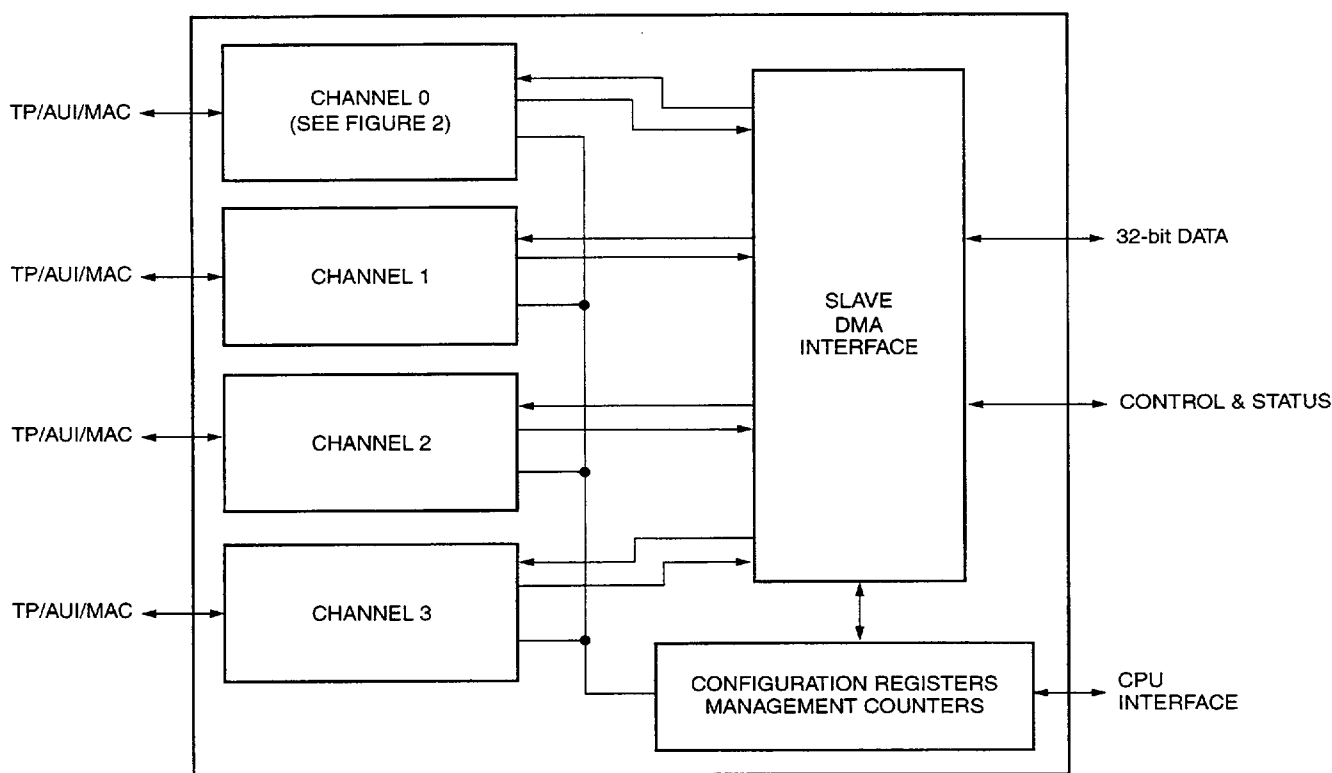 TP/AUI/MAC
CHANNEL 0
(SEE FIGURE 2)
TP/AUI/MAC
CHANNEL 1
TP/AUI/MAC
CHANNEL 2
TP/AUI/MAC
CHANNEL 3
SLAVE
DMA
INTERFACE
32-bit DATA
CONTROL & STATUS
CONFIGURATION REGISTERS
MANAGEMENT COUNTERS
CPU
INTERFACE